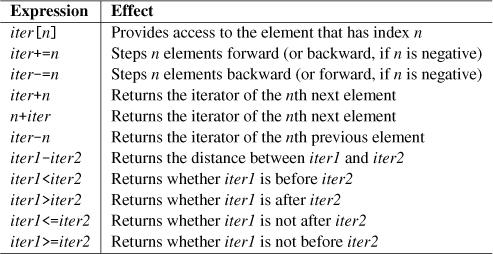 Expression Effect
iter[n] Provides access to the element that has index n
iter+=n Steps n elements forward (or backward, if n is negative)
iter-=n Steps n elements backward (or forward, if n is negative)
iter+n Returns the iterator of the nth next element
n+iter Returns the iterator of the nth next element
iter-n Returns the iterator of the nth previous element
iter1-iter2 Returns the distance between iter1 and iter2
iter1<iter2 Returns whether iter1 is before iter2
iter1>iter2 Returns whether iter1 is after iter2
iter1<=iter2 Returns whether iter1 is not after iter2
iter1>=iter2 Returns whether iter1 is not before iter2